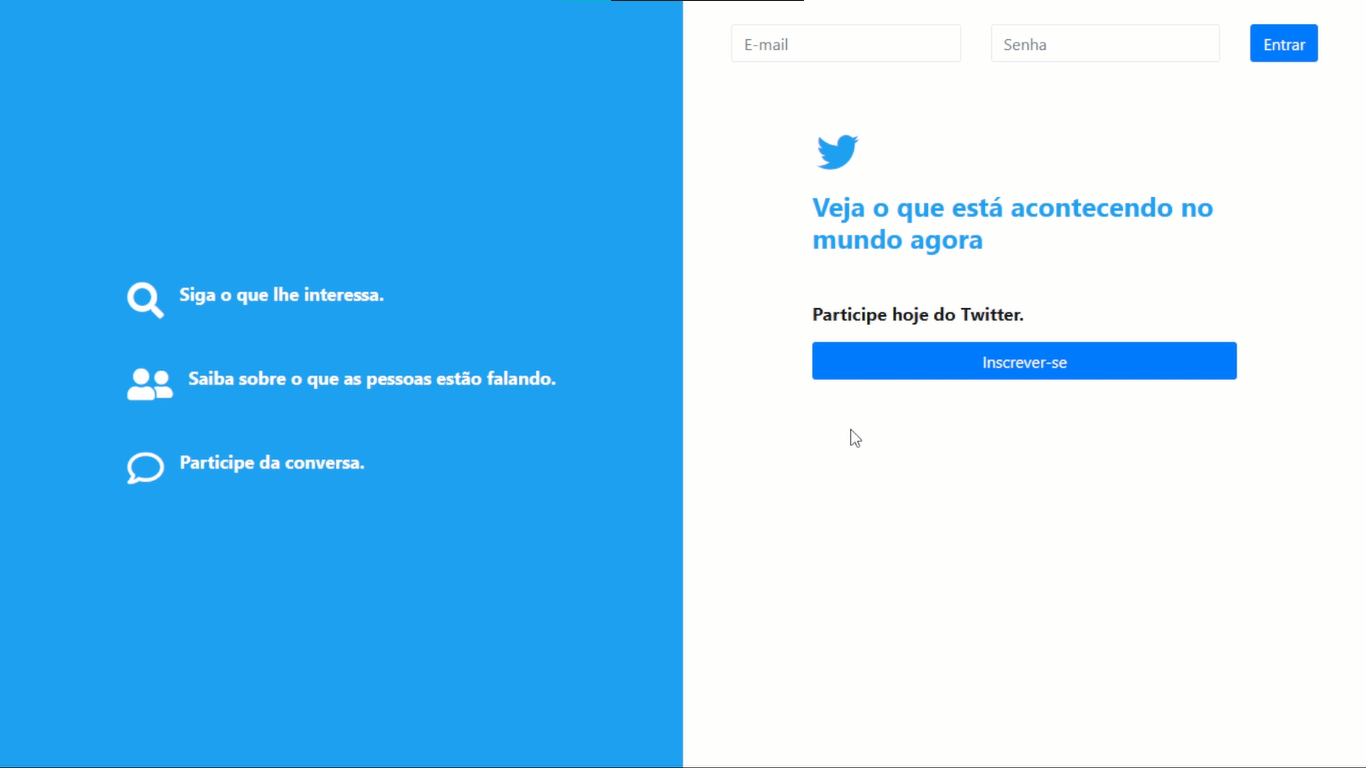 E-mail
Senha
Entrar
Veja o que está acontecendo no
mundo agora
Participe hoje do Twitter.
Inscrever-se
Siga o que lhe interessa.
Saiba sobre o que as pessoas estão falando.
Participe da conversa.